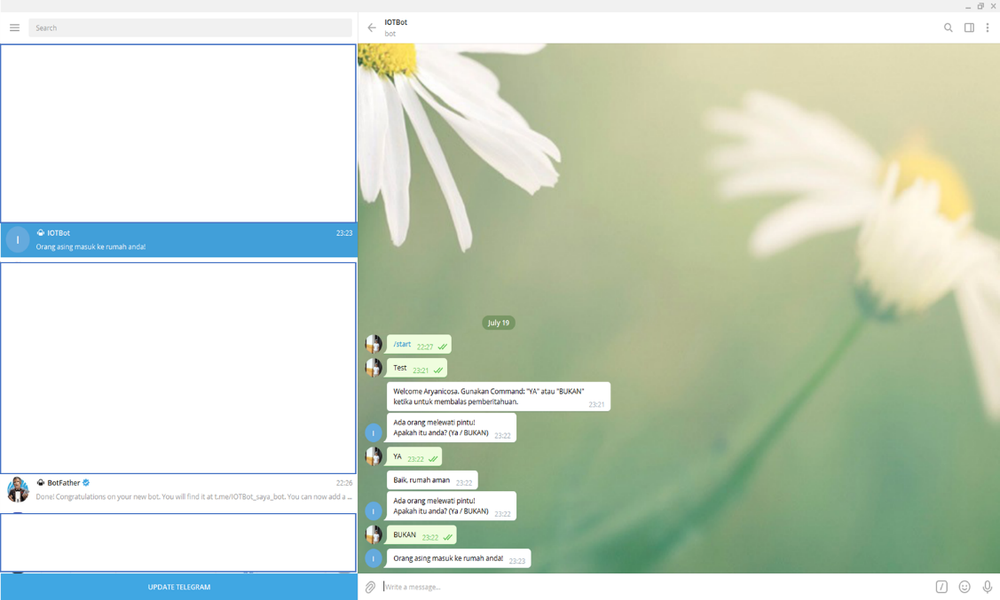 Search
IOTBot
bot
IOTBot 23:23
Orang asing masuk ke rumah anda!
July 19
/start 22:27
Test 23:21
Welcome Aryanicosa. Gunakan Command: "YA" atau "BUKAN"
ketika untuk membalas pemberitahuan. 23:21
Ada orang melewati pintu!
Apakah itu anda? (Ya / BUKAN) 23:22
YA 23:22
Baik, rumah aman 23:22
Ada orang melewati pintu!
Apakah itu anda? (Ya / BUKAN) 23:22
BUKAN 23:22
Orang asing masuk ke rumah anda! 23:23
BotFather 22:26
Done! Congratulations on your new bot. You will find it at t.me/IOTBot_saya_bot. You can now add a ...
UPDATE TELEGRAM
Write a message...